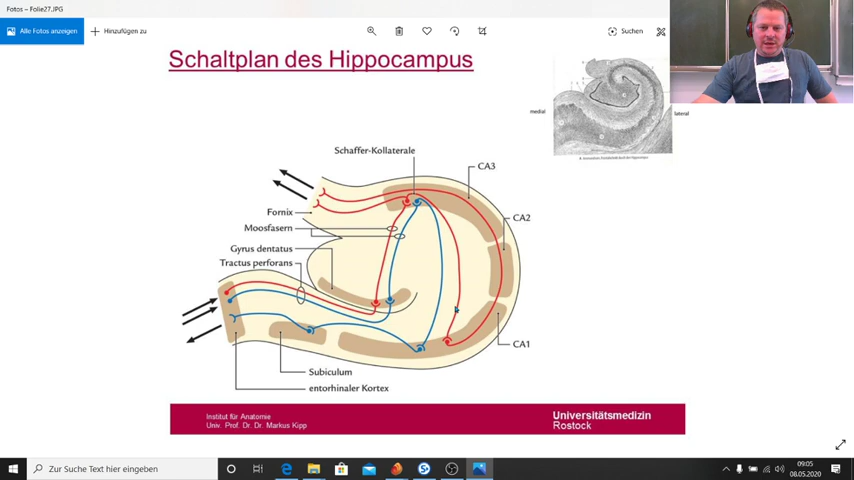 Fotos – Folie27.JPG
Alle Fotos anzeigen
Hinzufügen zu
Suchen
Schaltplan des Hippocampus
medial
lateral
Schaffer-Kollaterale
CA3
Fornix
CA2
Moosfasern
Gyrus dentatus
Tractus perforans
CA1
Subiculum
entorhinaler Kortex
Institut für Anatomie
Univ. Prof. Dr. Dr. Markus Kipp
Universitätsmedizin
Rostock
Zur Suche Text hier eingeben
09:05
08.05.2020